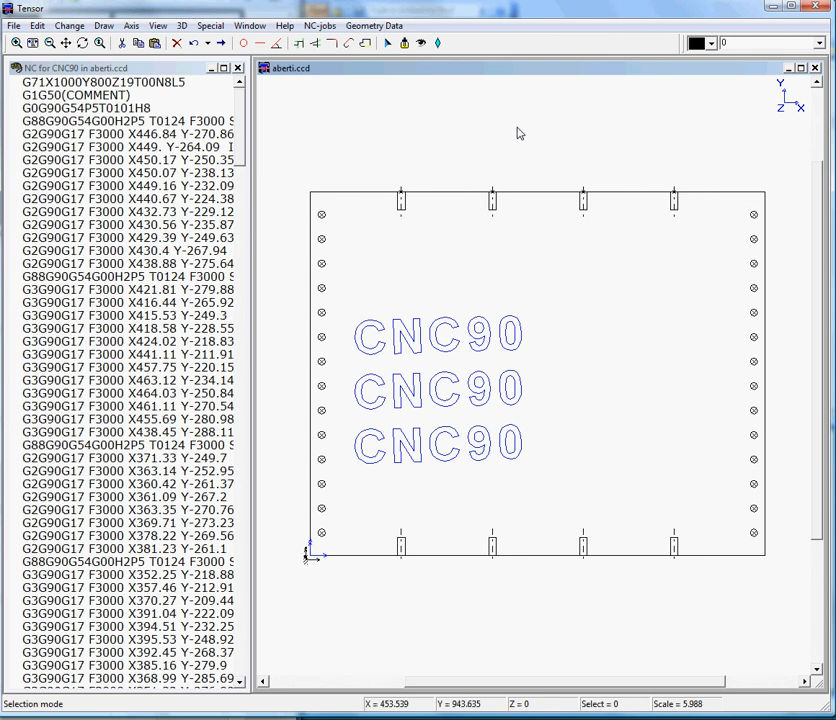 Tensor
File Edit Change Draw Axis View 3D Special Window Help NC-jobs Geometry Data
0
NC for CNC90 in aberti.ccd
aberti.ccd
G71X1000Y800Z19T00N8L5
G1G50(COMMENT)
G0G90G54P5T0101H8
G88G90G54G00H2P5 T0124 F3000 S
G2G90G17 F3000 X446.84 Y-270.86
G2G90G17 F3000 X449. Y-264.09 I
G2G90G17 F3000 X450.17 Y-250.35
G2G90G17 F3000 X450.07 Y-238.13
G2G90G17 F3000 X449.16 Y-232.09
G2G90G17 F3000 X440.67 Y-224.38
G2G90G17 F3000 X432.73 Y-229.12
G2G90G17 F3000 X430.56 Y-235.87
G2G90G17 F3000 X429.39 Y-249.63
G2G90G17 F3000 X430.4 Y-267.94
G2G90G17 F3000 X438.88 Y-275.64
G88G90G54G00H2P5 T0124 F3000 S
G3G90G17 F3000 X421.81 Y-279.88
G3G90G17 F3000 X416.44 Y-265.92
G3G90G17 F3000 X415.53 Y-249.3
G3G90G17 F3000 X418.58 Y-228.55
G3G90G17 F3000 X424.02 Y-218.83
G3G90G17 F3000 X441.11 Y-211.91
G3G90G17 F3000 X457.75 Y-220.15
G3G90G17 F3000 X463.12 Y-234.14
G3G90G17 F3000 X464.03 Y-250.84
G3G90G17 F3000 X461.11 Y-270.54
G3G90G17 F3000 X455.69 Y-280.98
G3G90G17 F3000 X438.45 Y-288.11
G88G90G54G00H2P5 T0124 F3000 S
G2G90G17 F3000 X371.33 Y-249.7
G2G90G17 F3000 X363.14 Y-252.95
G2G90G17 F3000 X360.42 Y-261.37
G2G90G17 F3000 X361.09 Y-267.2
G2G90G17 F3000 X363.35 Y-270.76
G2G90G17 F3000 X369.71 Y-273.23
G2G90G17 F3000 X378.22 Y-269.56
G2G90G17 F3000 X381.23 Y-261.1
G88G90G54G00H2P5 T0124 F3000 S
G3G90G17 F3000 X352.25 Y-218.88
G3G90G17 F3000 X357.46 Y-212.91
G3G90G17 F3000 X370.27 Y-209.44
G3G90G17 F3000 X391.04 Y-222.09
G3G90G17 F3000 X394.51 Y-232.25
G3G90G17 F3000 X395.53 Y-248.92
G3G90G17 F3000 X392.45 Y-268.37
G3G90G17 F3000 X385.16 Y-279.9
G3G90G17 F3000 X368.99 Y-285.69
Y
Z X
CNC90
CNC90
CNC90
Selection mode X = 453.539 Y = 943.635 Z = 0 Select = 0 Scale = 5.988